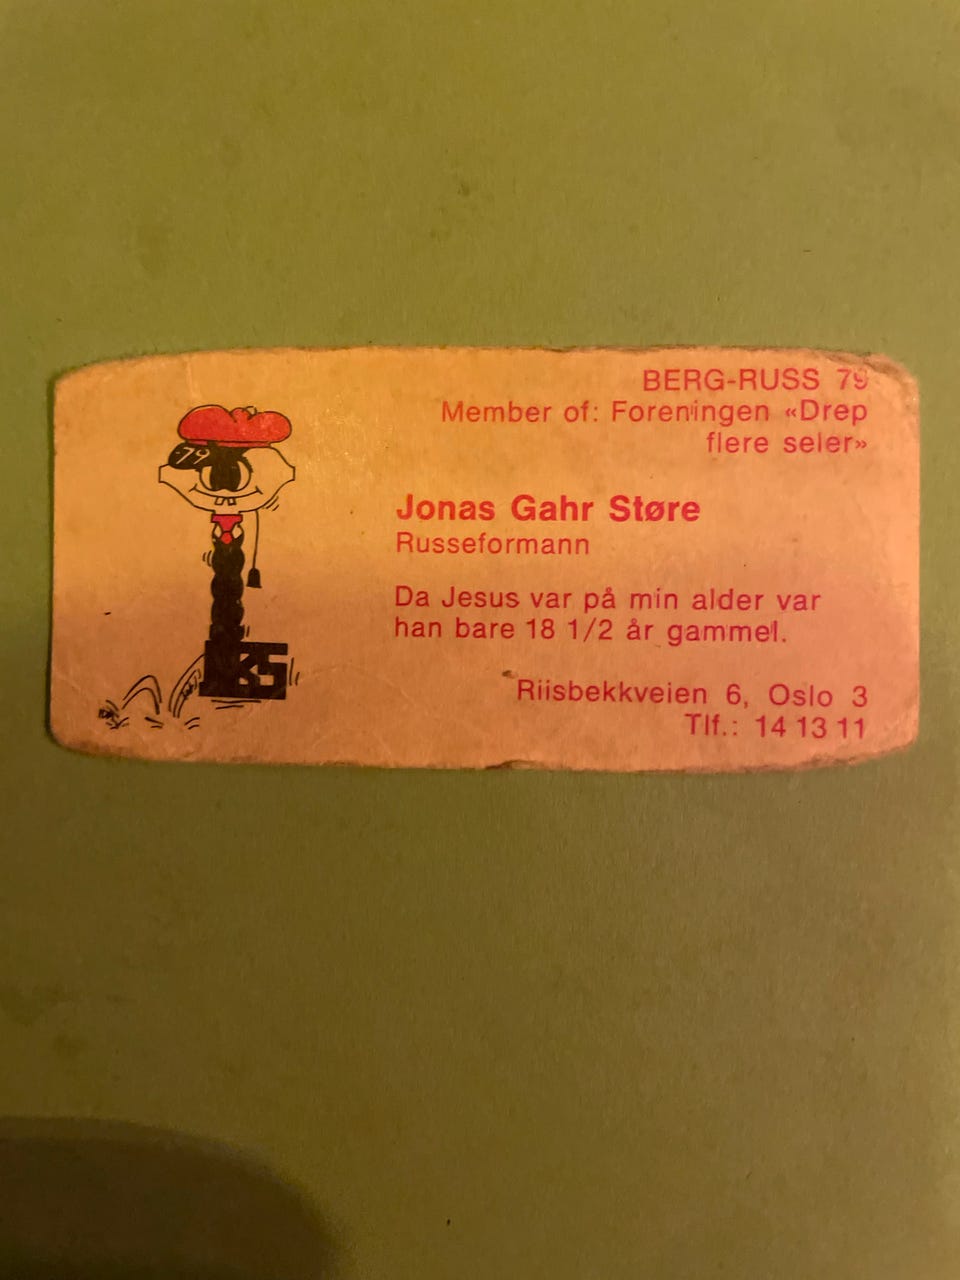 BERG-RUSS 79
Member of: Foreningen «Drep
flere seler»
79
Jonas Gahr Støre
Russeformann
Da Jesus var på min alder var
han bare 18 1/2 år gammel.
Riisbekkveien 6, Oslo 3
Tlf.: 14 13 11